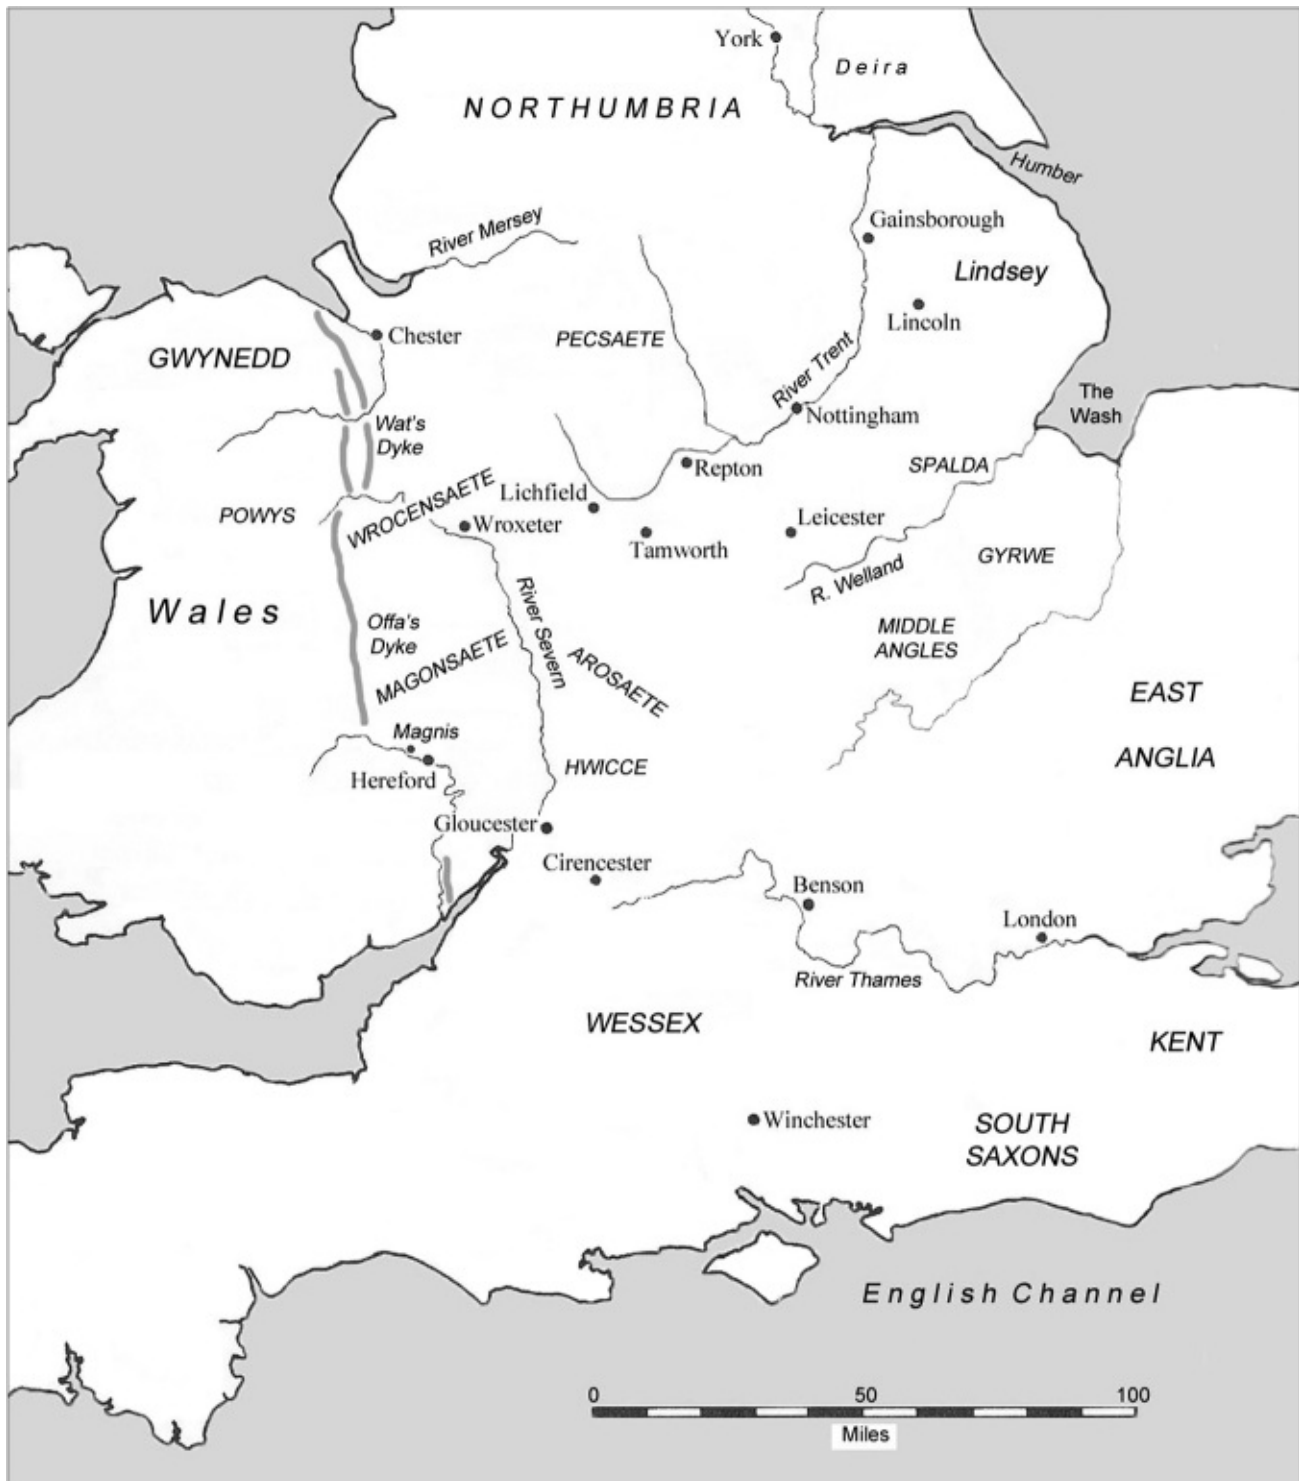 York
Deira
NORTHUMBRIA
Humber
River Mersey
Gainsborough
Lindsey
Lincoln
Chester
PECSAETE
GWYNEDD
River Trent
The
Wash
Nottingham
Wat's
Dyke
SPALDA
Repton
Lichfield
WROCENSAETE
POWYS
Wroxeter
Leicester
Tamworth
GYRWE
R. Welland
Wales
River Severn
Offa's
Dyke
MIDDLE
ANGLES
MAGONSAETE
AROSAETE
EAST
ANGLIA
Magnis
Hereford
HWICCE
Gloucester
Cirencester
Benson
London
River Thames
WESSEX
KENT
Winchester
SOUTH
SAXONS
English Channel
0 50 100
Miles